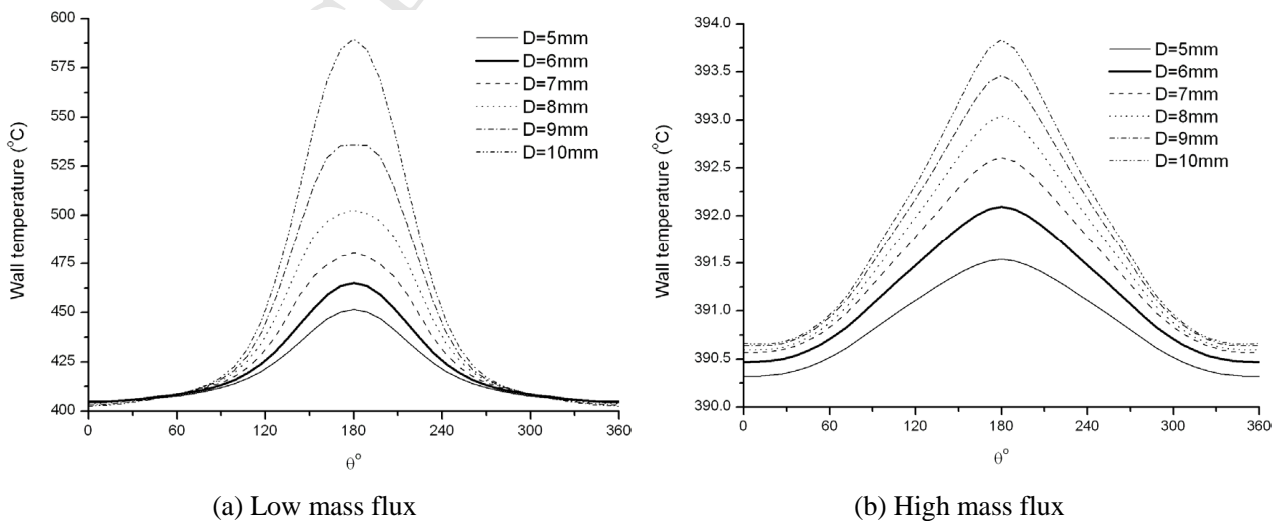 600
575
550
525
500
475
450
425
400
Wall temperature (°C)
0
60
120
180
240
300
360
θ°
D=5mm
D=6mm
D=7mm
D=8mm
D=9mm
D=10mm
(a) Low mass flux
394.0
393.5
393.0
392.5
392.0
391.5
391.0
390.5
390.0
Wall temperature (°C)
0
60
120
180
240
300
360
θ°
D=5mm
D=6mm
D=7mm
D=8mm
D=9mm
D=10mm
(b) High mass flux